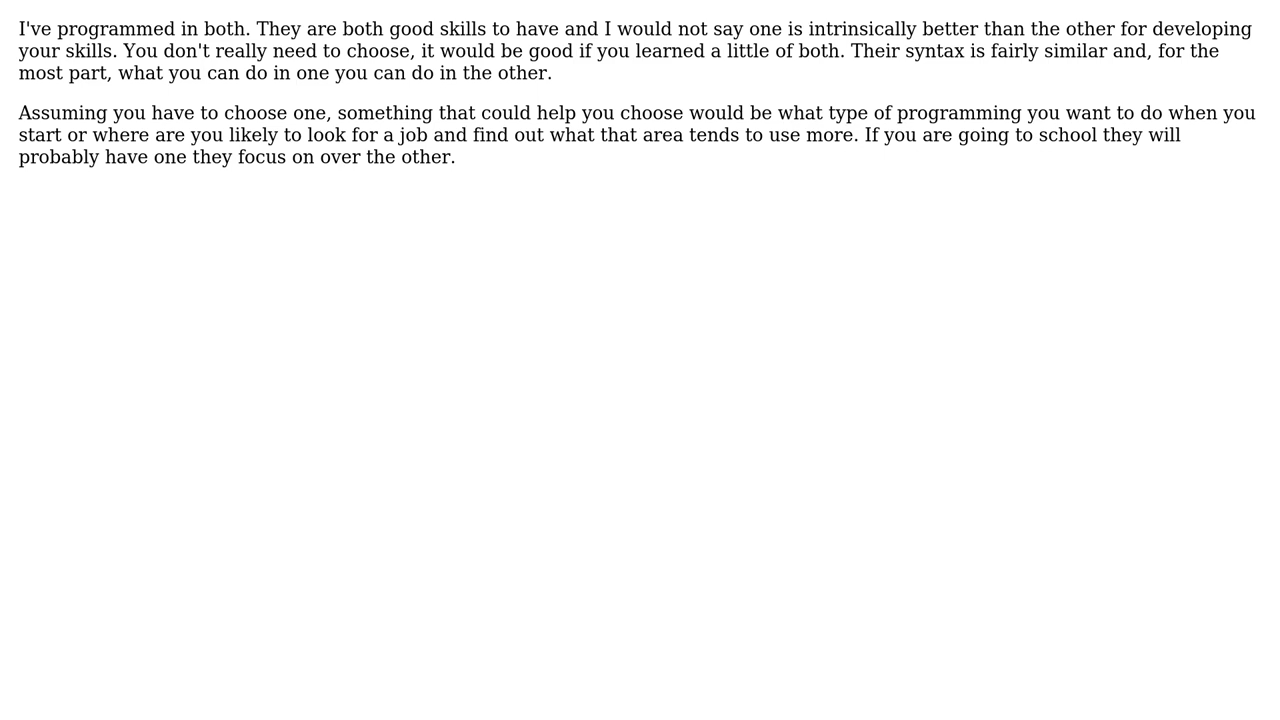 I've programmed in both. They are both good skills to have and I would not say one is intrinsically better than the other for developing
your skills. You don't really need to choose, it would be good if you learned a little of both. Their syntax is fairly similar and, for the
most part, what you can do in one you can do in the other.
Assuming you have to choose one, something that could help you choose would be what type of programming you want to do when you
start or where are you likely to look for a job and find out what that area tends to use more. If you are going to school they will
probably have one they focus on over the other.